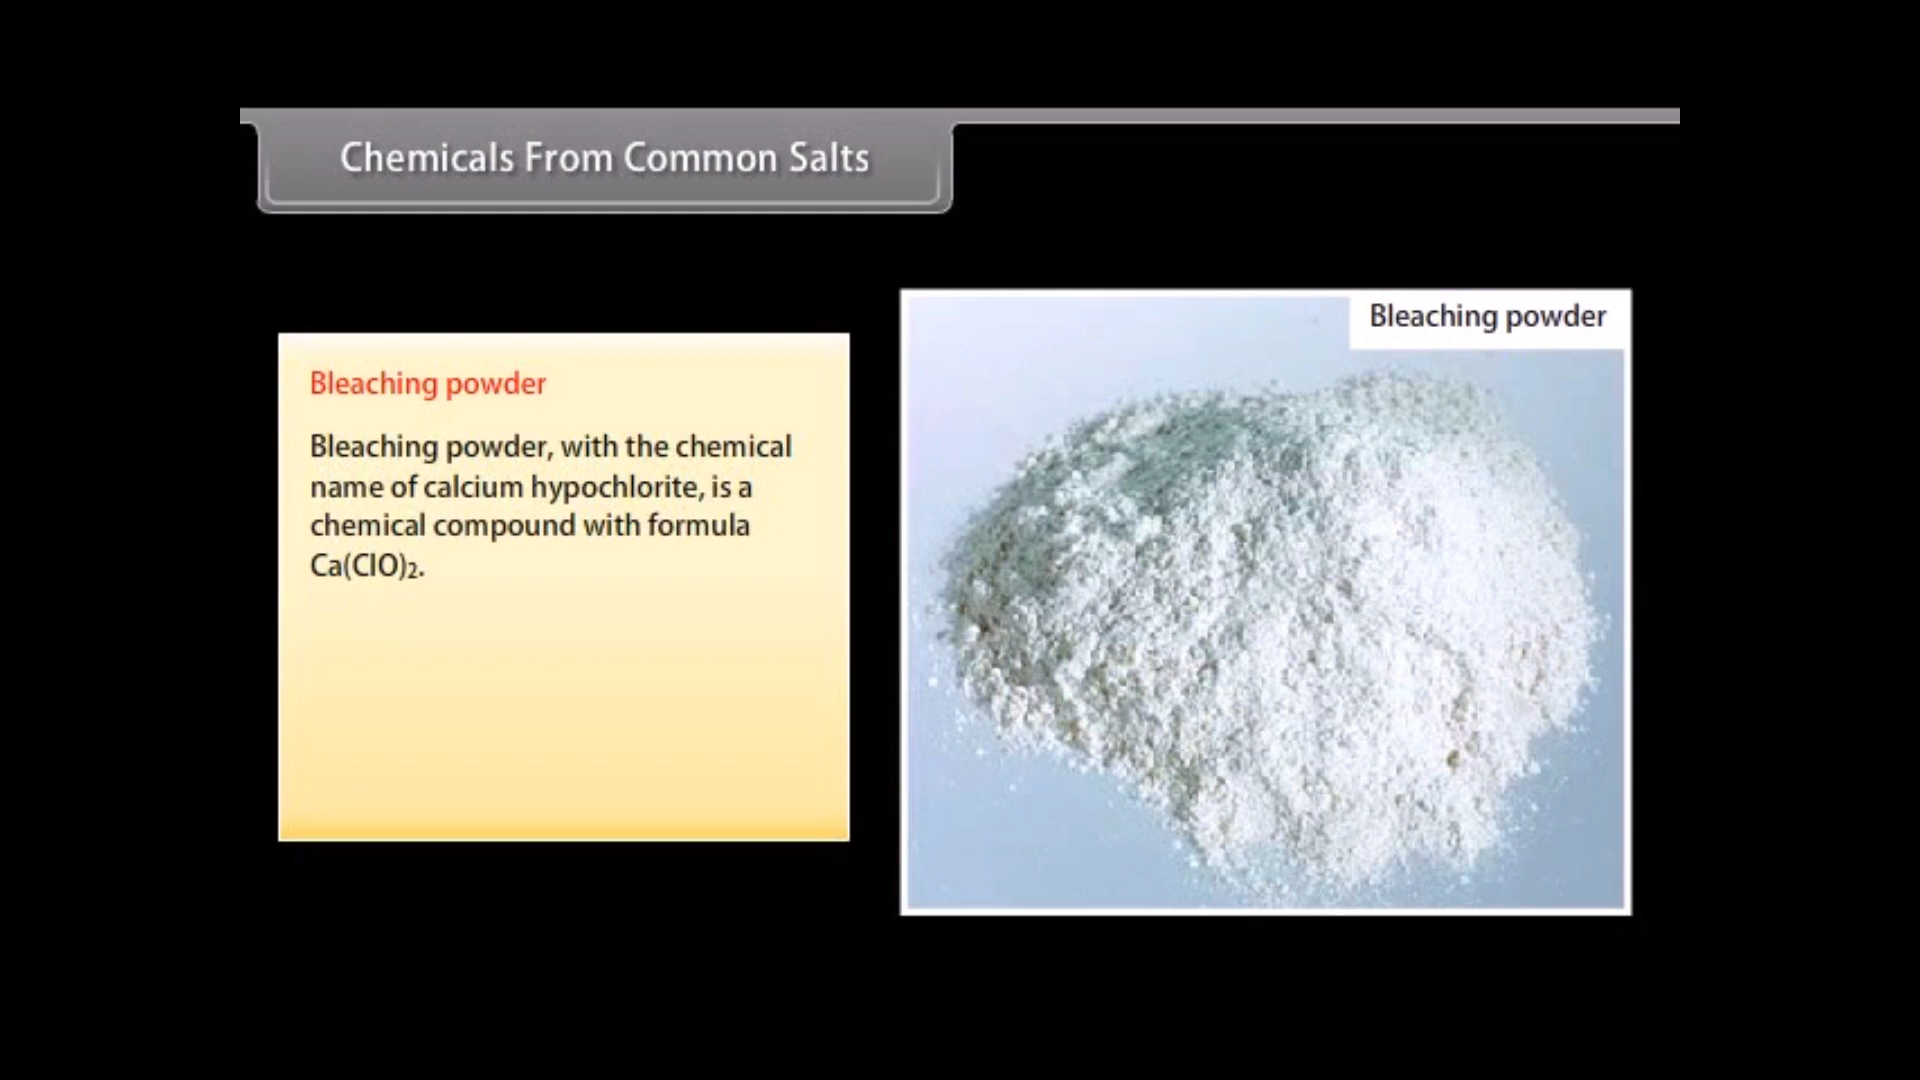 Chemicals From Common Salts
Bleaching powder
Bleaching powder
Bleaching powder, with the chemical
name of calcium hypochlorite, is a
chemical compound with formula
Ca(ClO)₂.